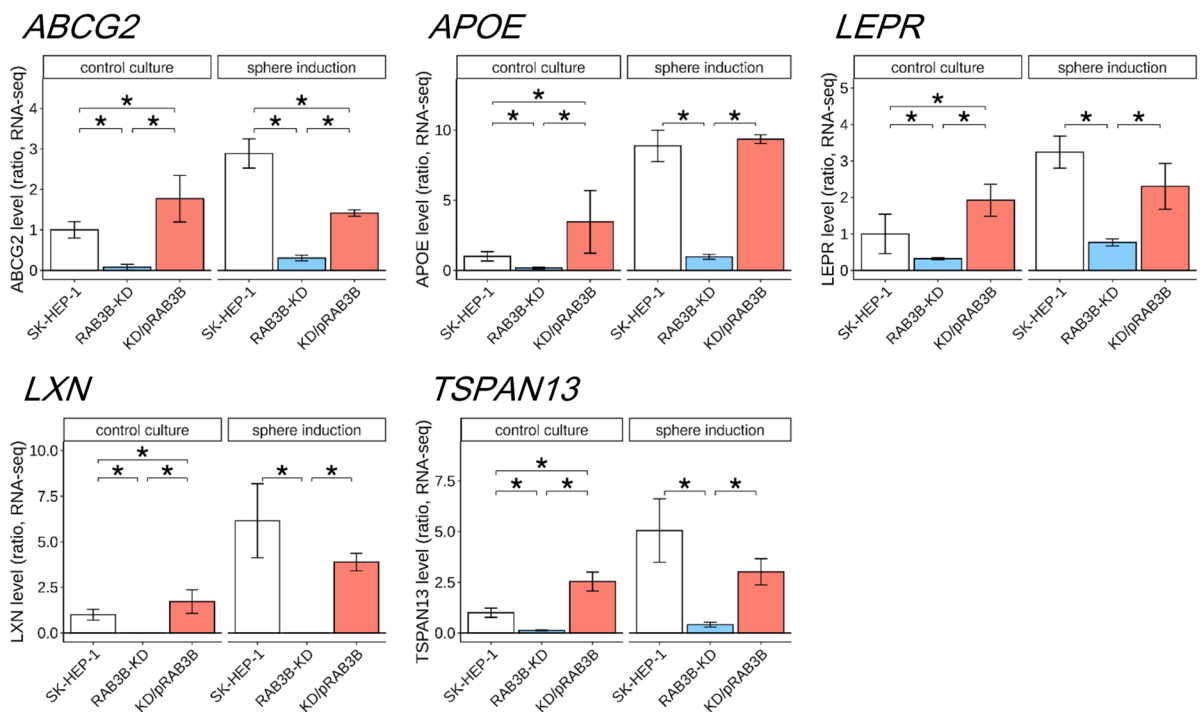 ABCG2
control culture
sphere induction
ABCG2 level (ratio, RNA-seq)
4
3
2
1
0
*
* *
*
* *
SK-HEP-1
RAB3B-KD
KD/pRAB3B
SK-HEP-1
RAB3B-KD
KD/pRAB3B
APOE
control culture
sphere induction
APOE level (ratio, RNA-seq)
10
5
0
*
* *
* *
SK-HEP-1
RAB3B-KD
KD/pRAB3B
SK-HEP-1
RAB3B-KD
KD/pRAB3B
LEPR
control culture
sphere induction
LEPR level (ratio, RNA-seq)
5
4
3
2
1
0
*
* *
* *
SK-HEP-1
RAB3B-KD
KD/pRAB3B
SK-HEP-1
RAB3B-KD
KD/pRAB3B
LXN
control culture
sphere induction
LXN level (ratio, RNA-seq)
10.0
7.5
5.0
2.5
0.0
*
* *
* *
SK-HEP-1
RAB3B-KD
KD/pRAB3B
SK-HEP-1
RAB3B-KD
KD/pRAB3B
TSPAN13
control culture
sphere induction
TSPAN13 level (ratio, RNA-seq)
7.5
5.0
2.5
0.0
*
* *
* *
SK-HEP-1
RAB3B-KD
KD/pRAB3B
SK-HEP-1
RAB3B-KD
KD/pRAB3B